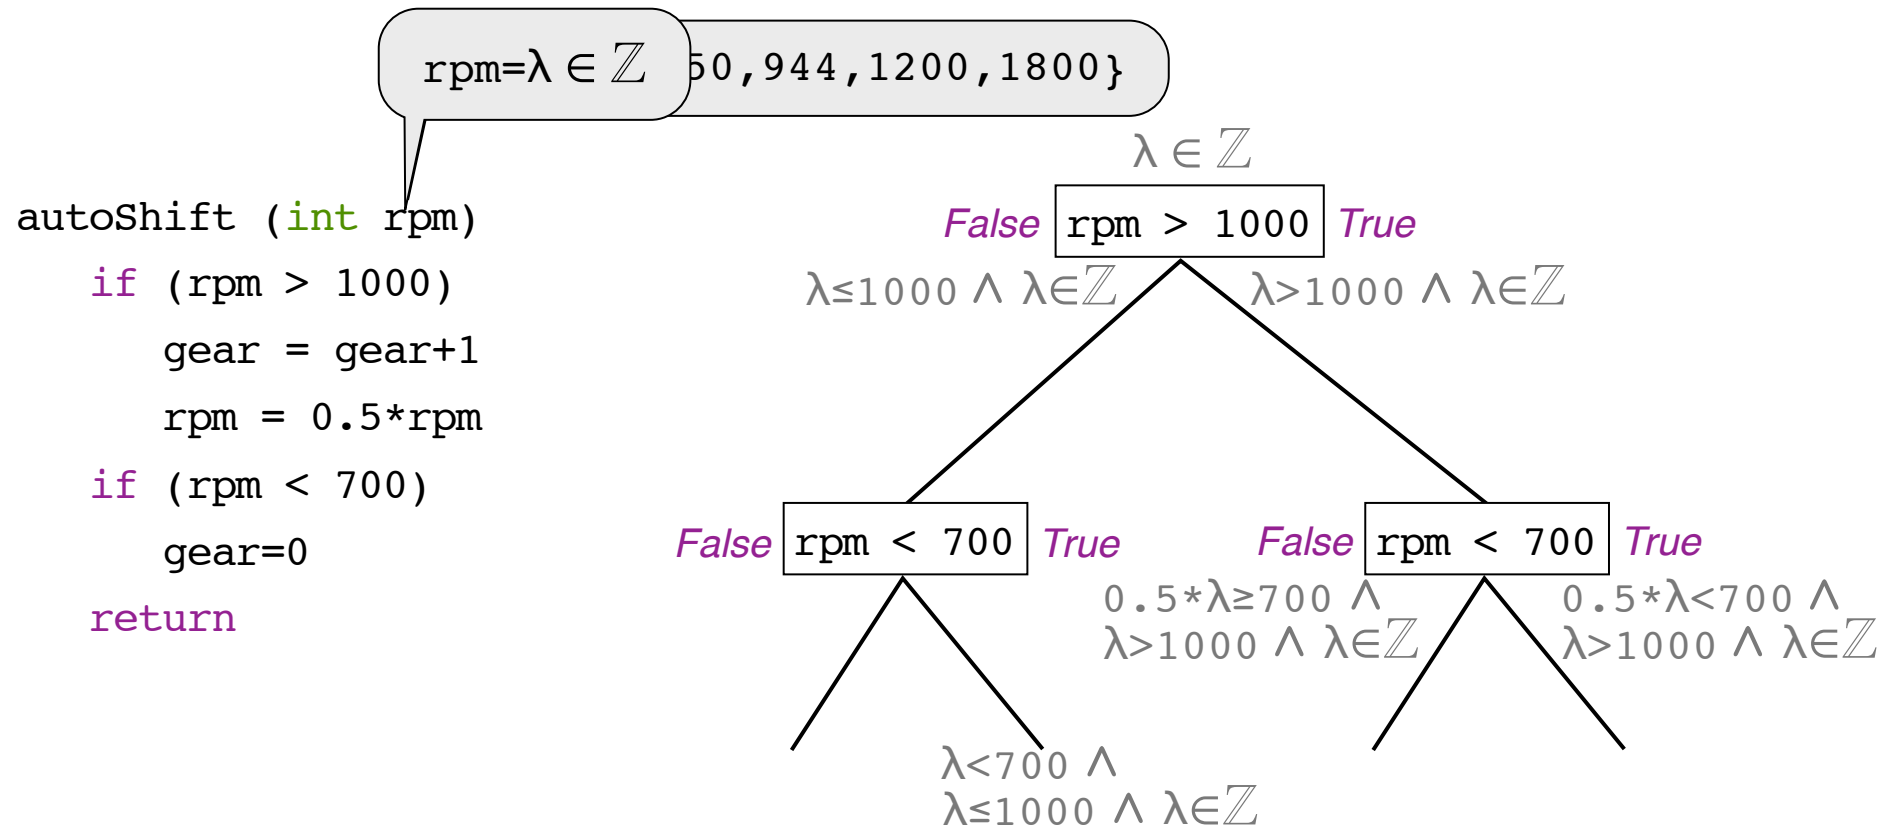 rpm=λ ∈ ℤ
50,944,1200,1800}
autoShift (int rpm)
if (rpm > 1000)
gear = gear+1
rpm = 0.5*rpm
if (rpm < 700)
gear=0
return
λ ∈ ℤ
False rpm > 1000 True
λ≤1000 ∧ λ∈ℤ
λ>1000 ∧ λ∈ℤ
False rpm < 700 True
False rpm < 700 True
0.5*λ≥700 ∧
λ>1000 ∧ λ∈ℤ
0.5*λ<700 ∧
λ>1000 ∧ λ∈ℤ
λ<700 ∧
λ≤1000 ∧ λ∈ℤ